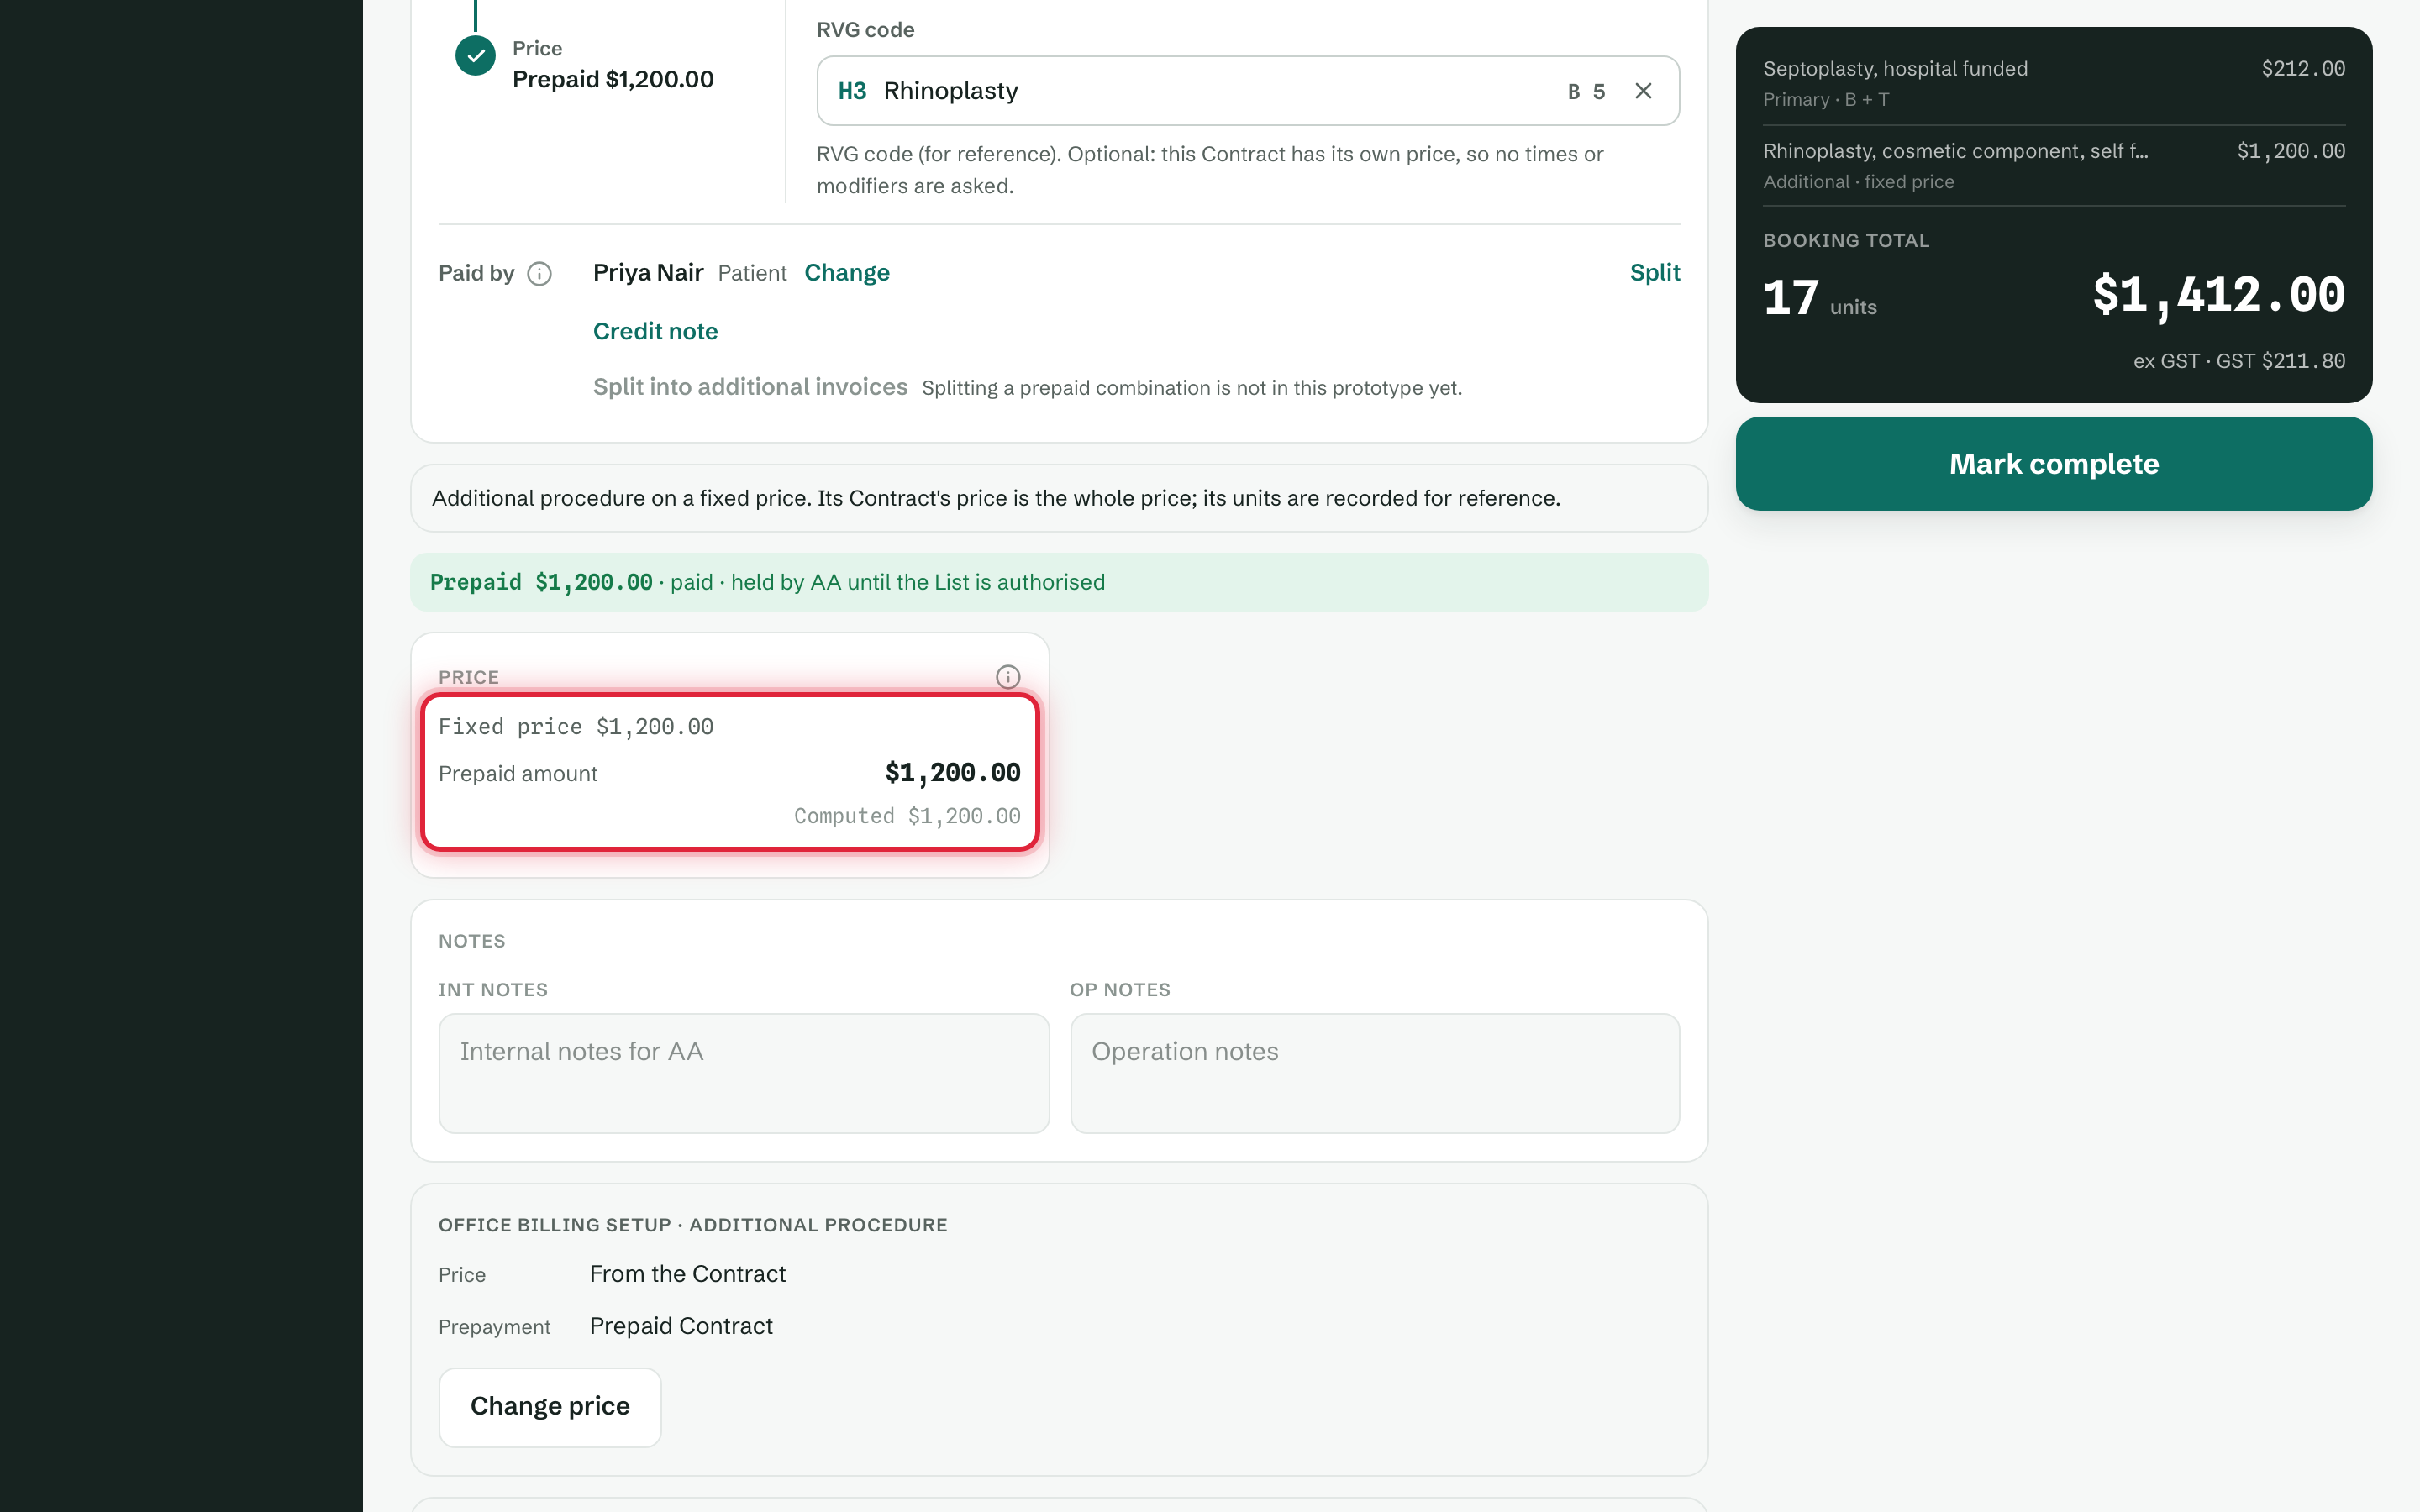 Price
Prepaid $1,200.00
RVG code
H3 Rhinoplasty B 5
RVG code (for reference). Optional: this Contract has its own price, so no times or
modifiers are asked.
Paid by Priya Nair Patient Change Split
Credit note
Split into additional invoices Splitting a prepaid combination is not in this prototype yet.
Additional procedure on a fixed price. Its Contract's price is the whole price; its units are recorded for reference.
Prepaid $1,200.00 · paid · held by AA until the List is authorised
PRICE
Fixed price $1,200.00
Prepaid amount $1,200.00
Computed $1,200.00
NOTES
INT NOTES OP NOTES
Internal notes for AA Operation notes
OFFICE BILLING SETUP · ADDITIONAL PROCEDURE
Price From the Contract
Prepayment Prepaid Contract
Change price
Septoplasty, hospital funded $212.00
Primary · B + T
Rhinoplasty, cosmetic component, self f… $1,200.00
Additional · fixed price
BOOKING TOTAL
17 units $1,412.00
ex GST · GST $211.80
Mark complete